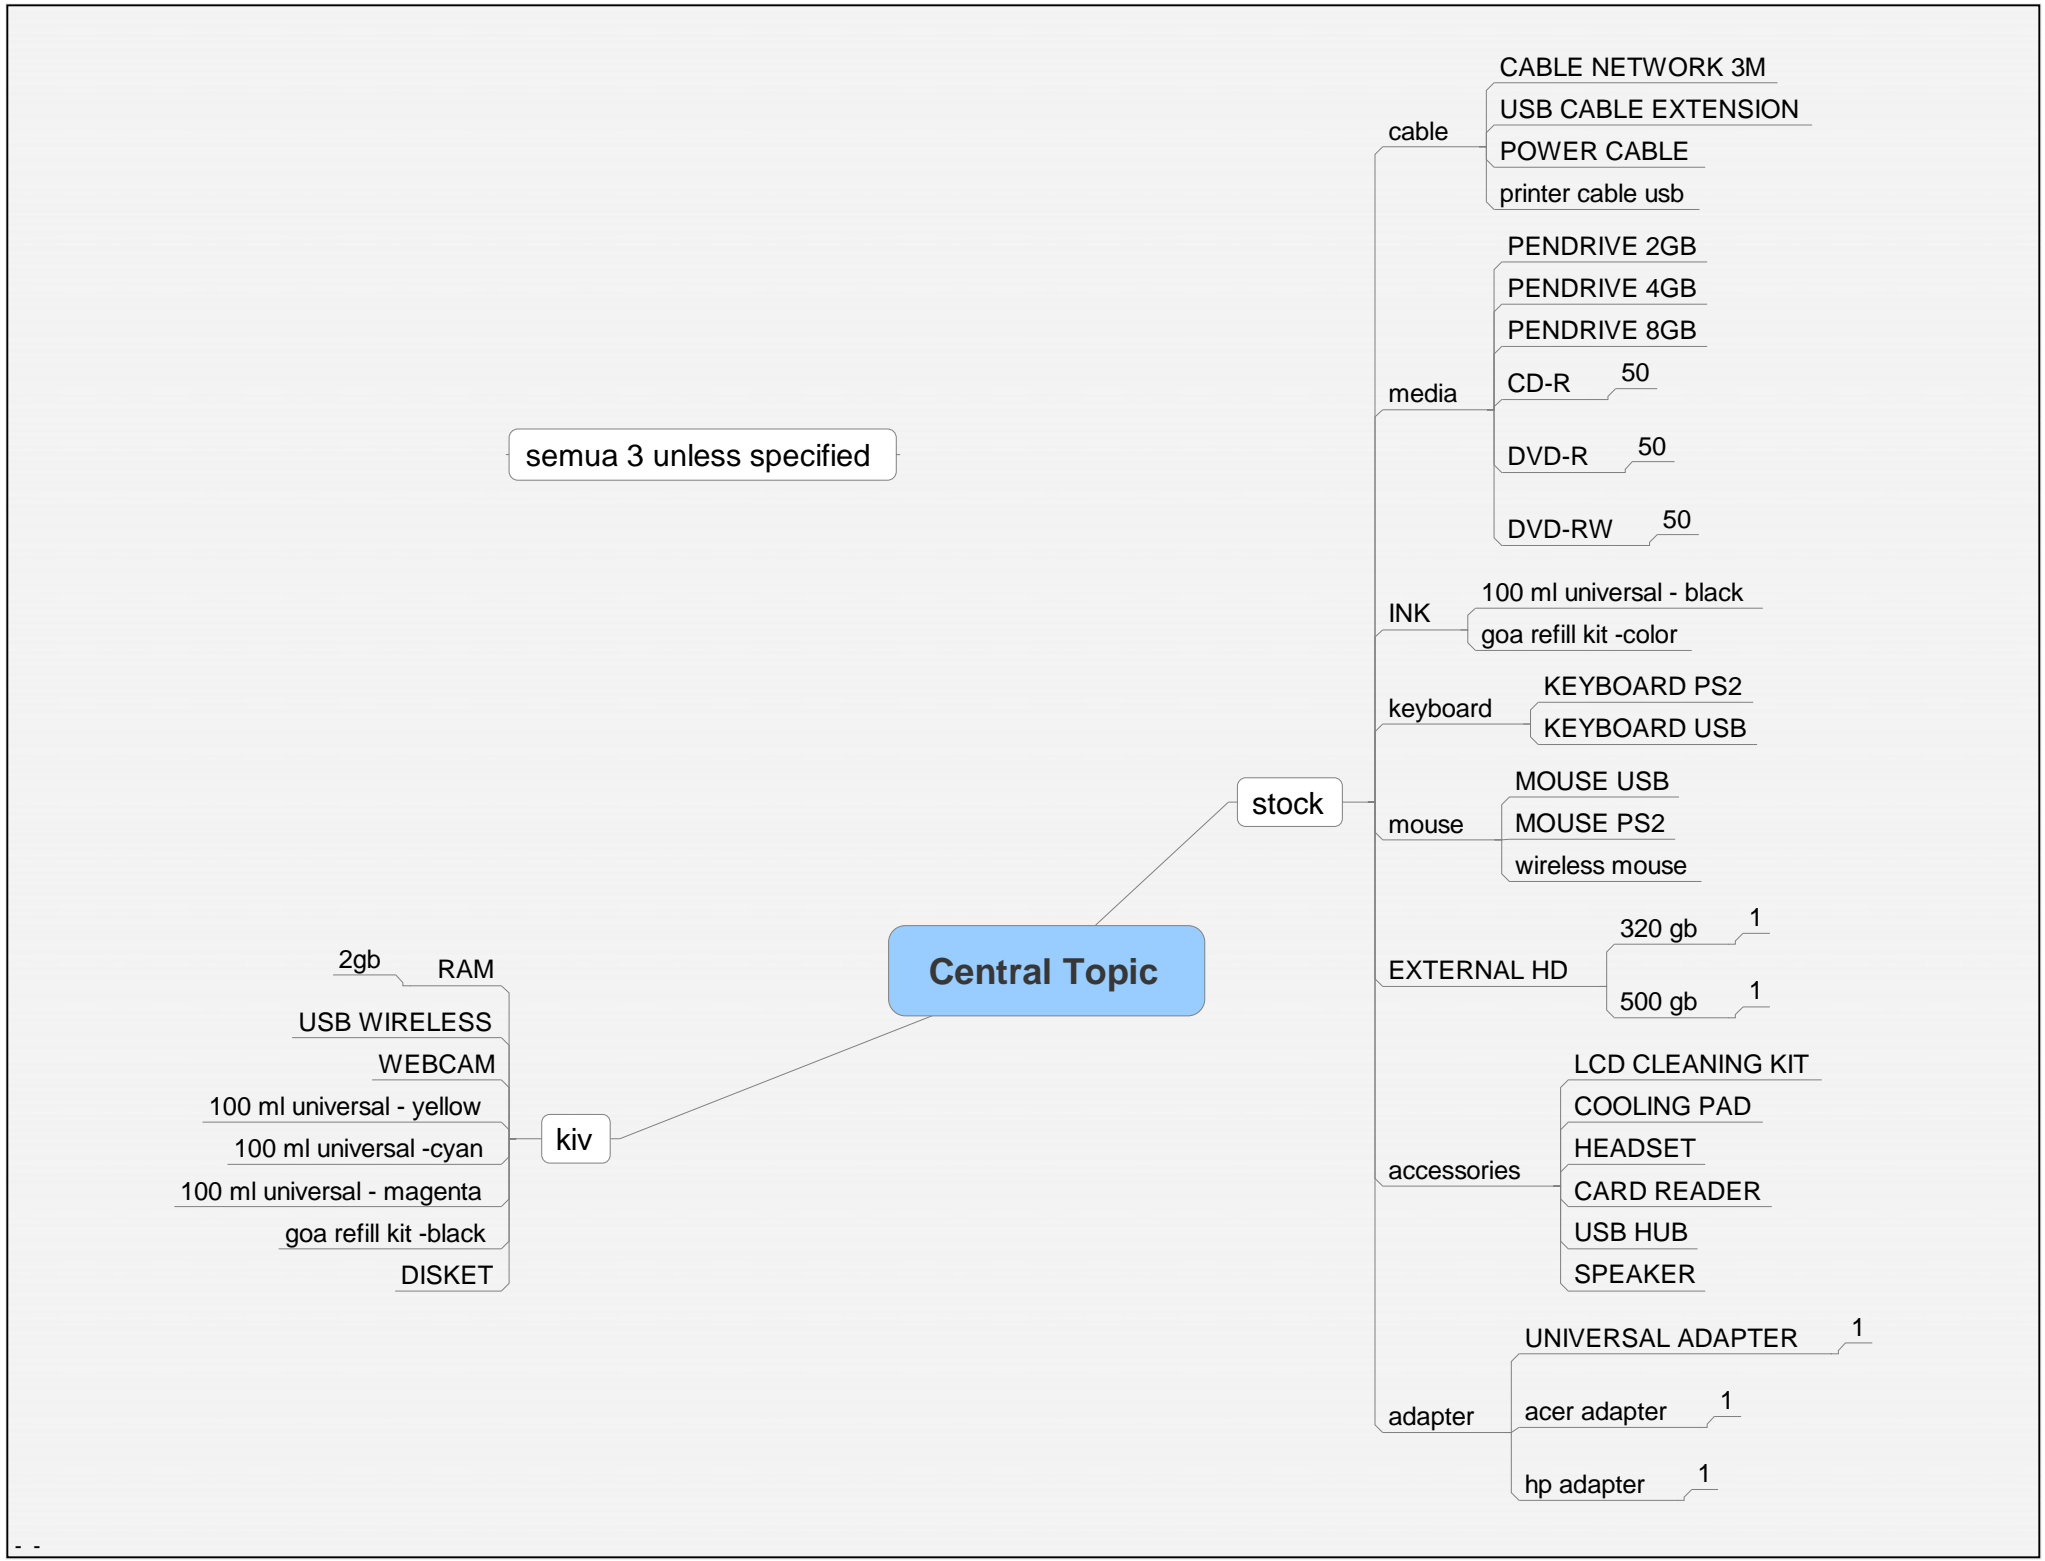 semua 3 unless specified
Central Topic
stock
cable
CABLE NETWORK 3M
USB CABLE EXTENSION
POWER CABLE
printer cable usb
media
PENDRIVE 2GB
PENDRIVE 4GB
PENDRIVE 8GB
CD-R 50
DVD-R 50
DVD-RW 50
INK
100 ml universal - black
goa refill kit -color
keyboard
KEYBOARD PS2
KEYBOARD USB
mouse
MOUSE USB
MOUSE PS2
wireless mouse
EXTERNAL HD
320 gb 1
500 gb 1
accessories
LCD CLEANING KIT
COOLING PAD
HEADSET
CARD READER
USB HUB
SPEAKER
adapter
UNIVERSAL ADAPTER 1
acer adapter 1
hp adapter 1
kiv
2gb RAM
USB WIRELESS
WEBCAM
100 ml universal - yellow
100 ml universal -cyan
100 ml universal - magenta
goa refill kit -black
DISKET
- -